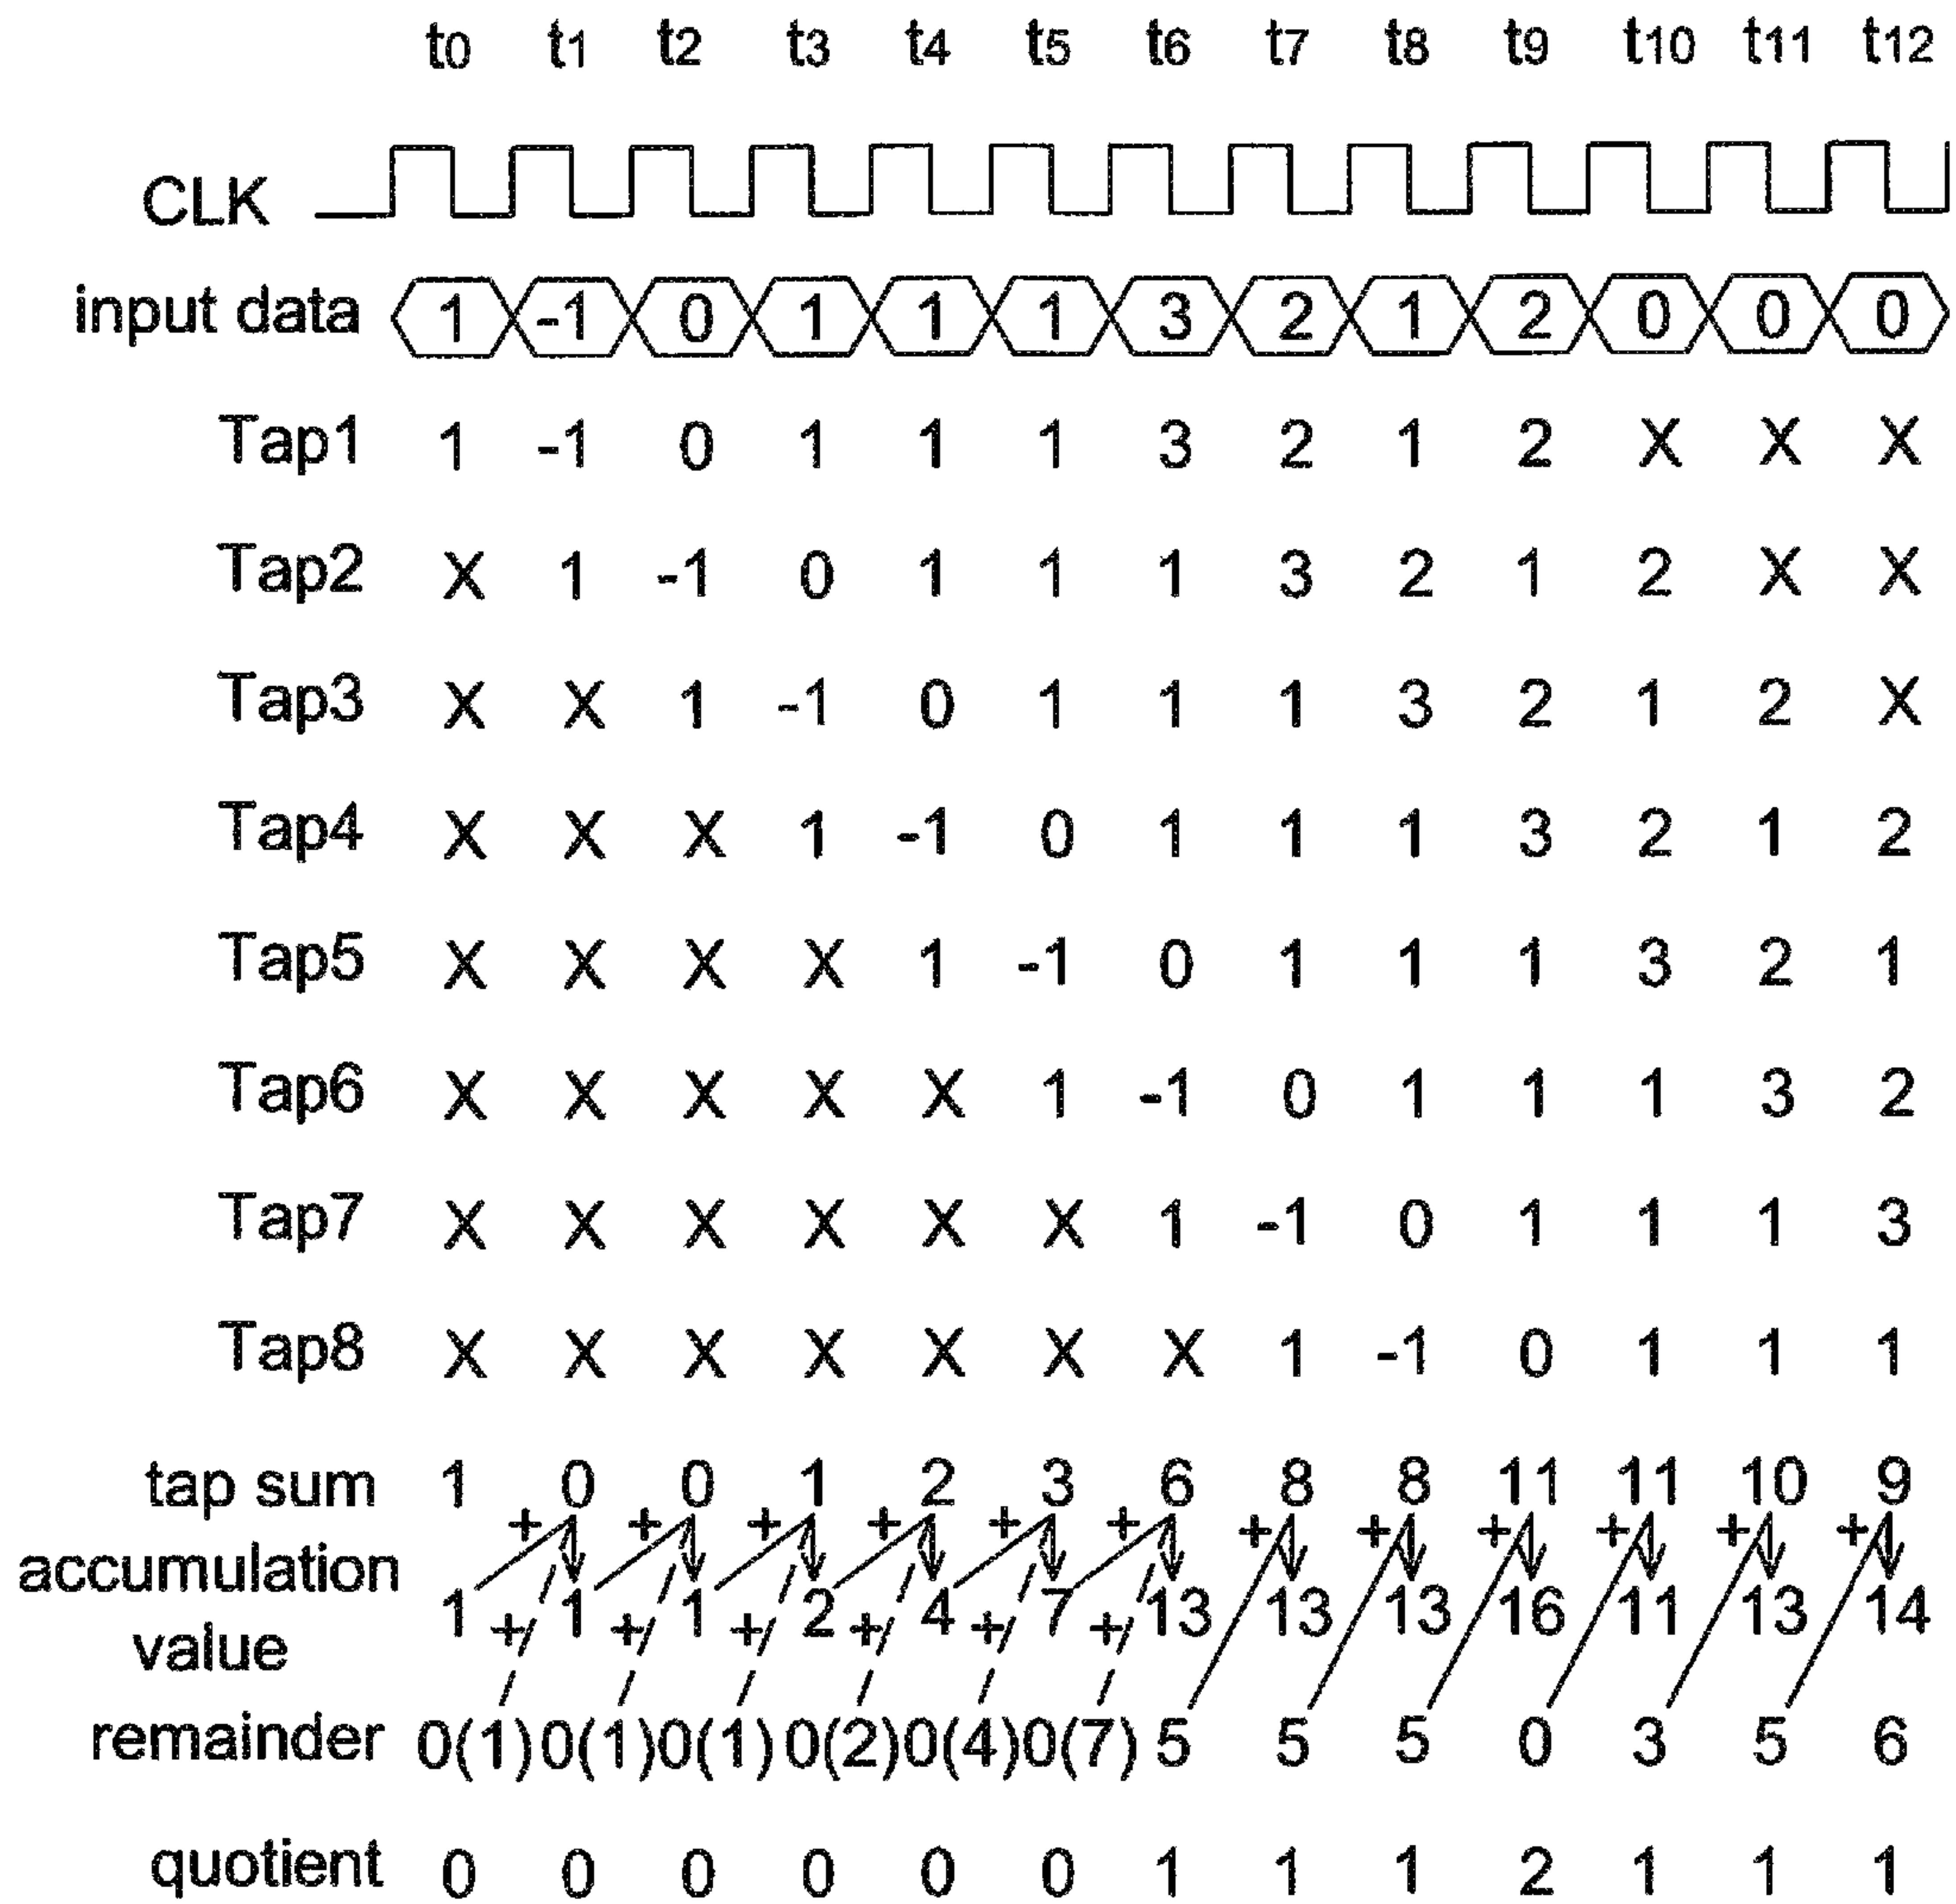 t0 t1 t2 t3 t4 t5 t6 t7 t8 t9 t10 t11 t12
CLK
input data 1 -1 0 1 1 1 3 2 1 2 0 0 0
Tap1 1 -1 0 1 1 1 3 2 1 2 X X X
Tap2 X 1 -1 0 1 1 1 3 2 1 2 X X
Tap3 X X 1 -1 0 1 1 1 3 2 1 2 X
Tap4 X X X 1 -1 0 1 1 1 3 2 1 2
Tap5 X X X X 1 -1 0 1 1 1 3 2 1
Tap6 X X X X X 1 -1 0 1 1 1 3 2
Tap7 X X X X X X 1 -1 0 1 1 1 3
Tap8 X X X X X X X 1 -1 0 1 1 1
tap sum 1 0 0 1 2 3 6 8 8 11 11 10 9
+ + + + + + + + + + + +
accumulation
1 1 1 2 4 7 13 13 13 16 11 13 14
+ + + + + +
value
remainder 0(1) 0(1) 0(1) 0(2) 0(4) 0(7) 5 5 5 0 3 5 6
quotient 0 0 0 0 0 0 1 1 1 2 1 1 1